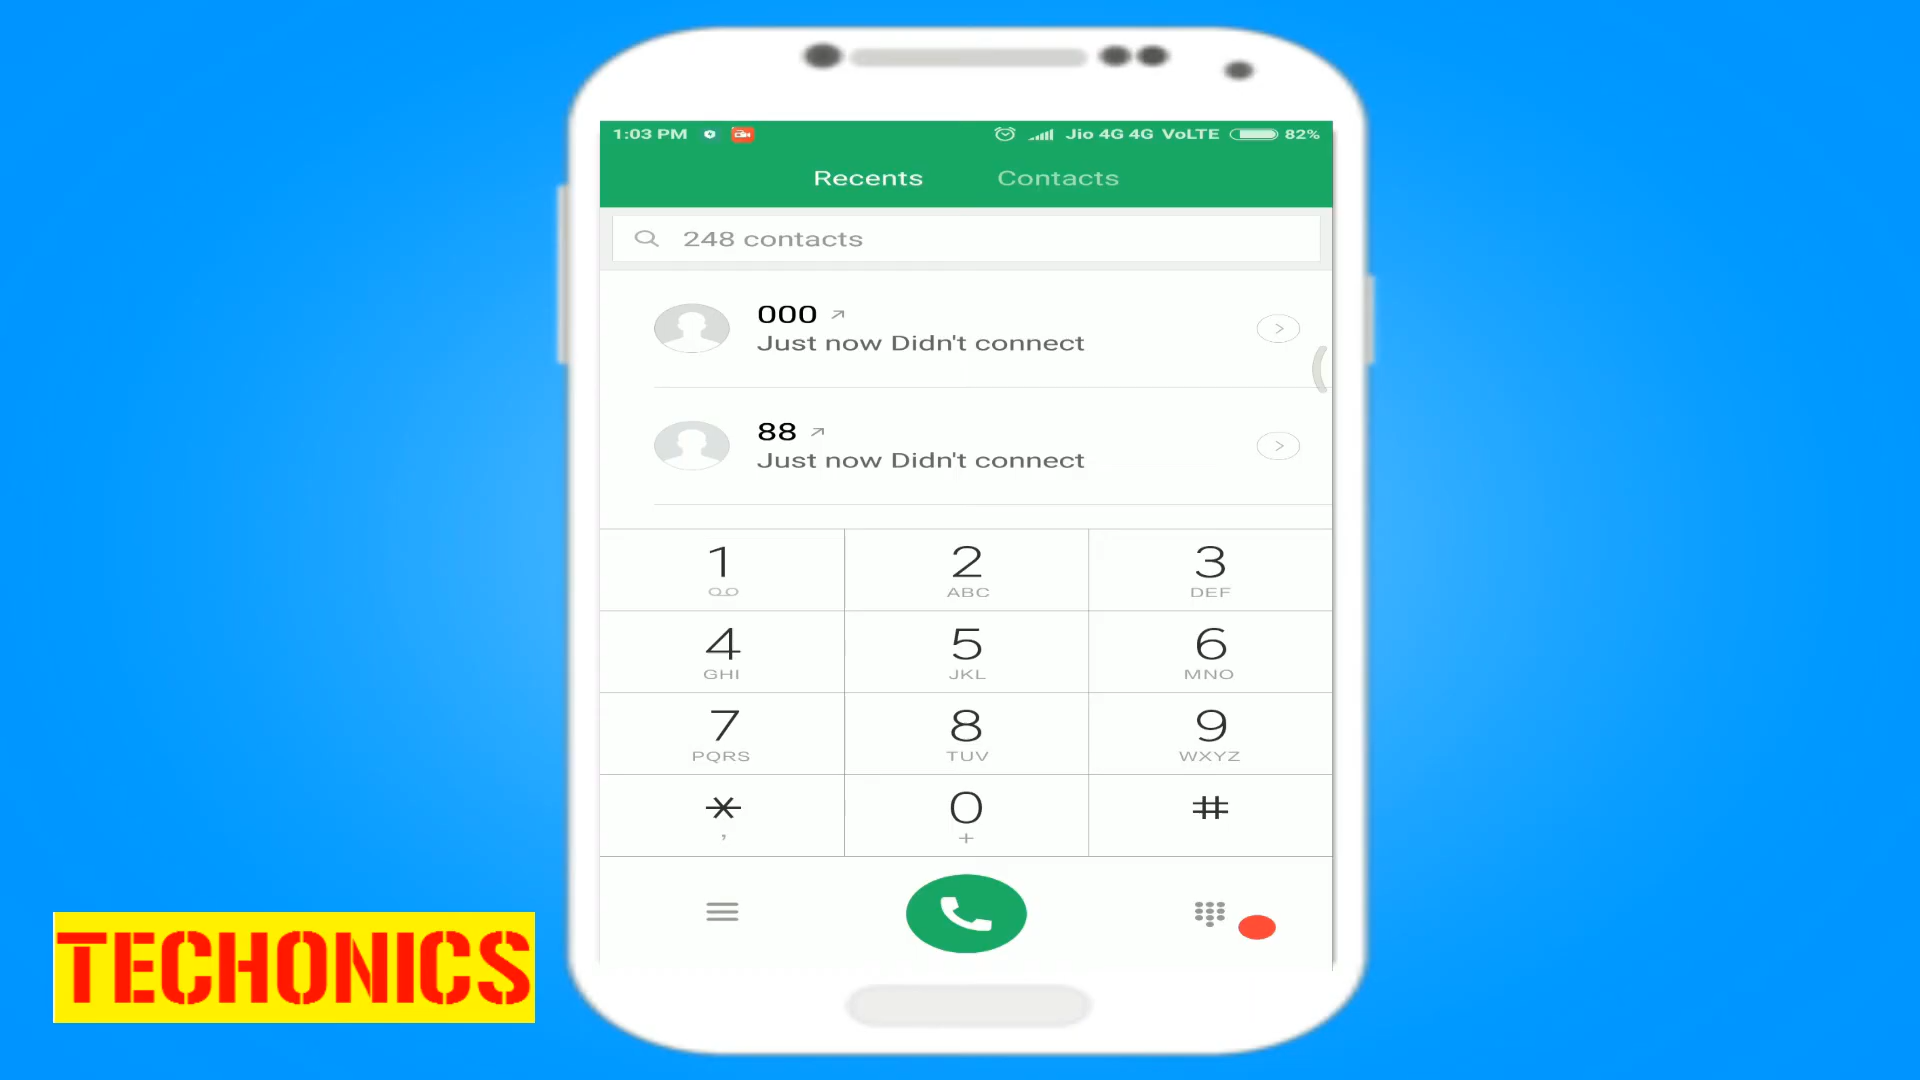 1:03 PM Jio 4G 4G VoLTE 82%
Recents Contacts
248 contacts
000
Just now Didn't connect
88
Just now Didn't connect
1 2 3
ABC DEF
4 5 6
GHI JKL MNO
7 8 9
PQRS TUV WXYZ
* 0 #
, +
TECHONICS